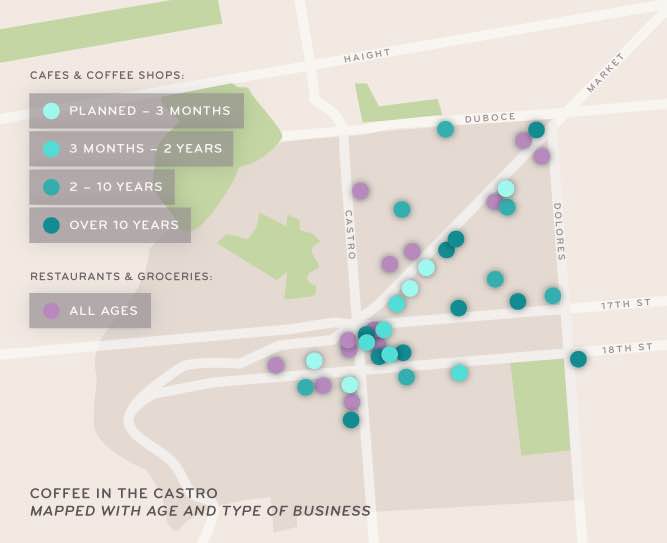 HAIGHT
MARKET
CAFES & COFFEE SHOPS:
PLANNED – 3 MONTHS
DUBOCE
3 MONTHS – 2 YEARS
2 – 10 YEARS
OVER 10 YEARS
CASTRO
DOLORES
RESTAURANTS & GROCERIES:
ALL AGES
17TH ST
18TH ST
COFFEE IN THE CASTRO
MAPPED WITH AGE AND TYPE OF BUSINESS